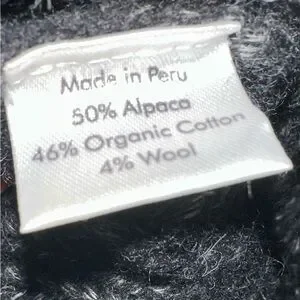 Made in Peru
50% Alpaca
46% Organic Cotton
4% Wool